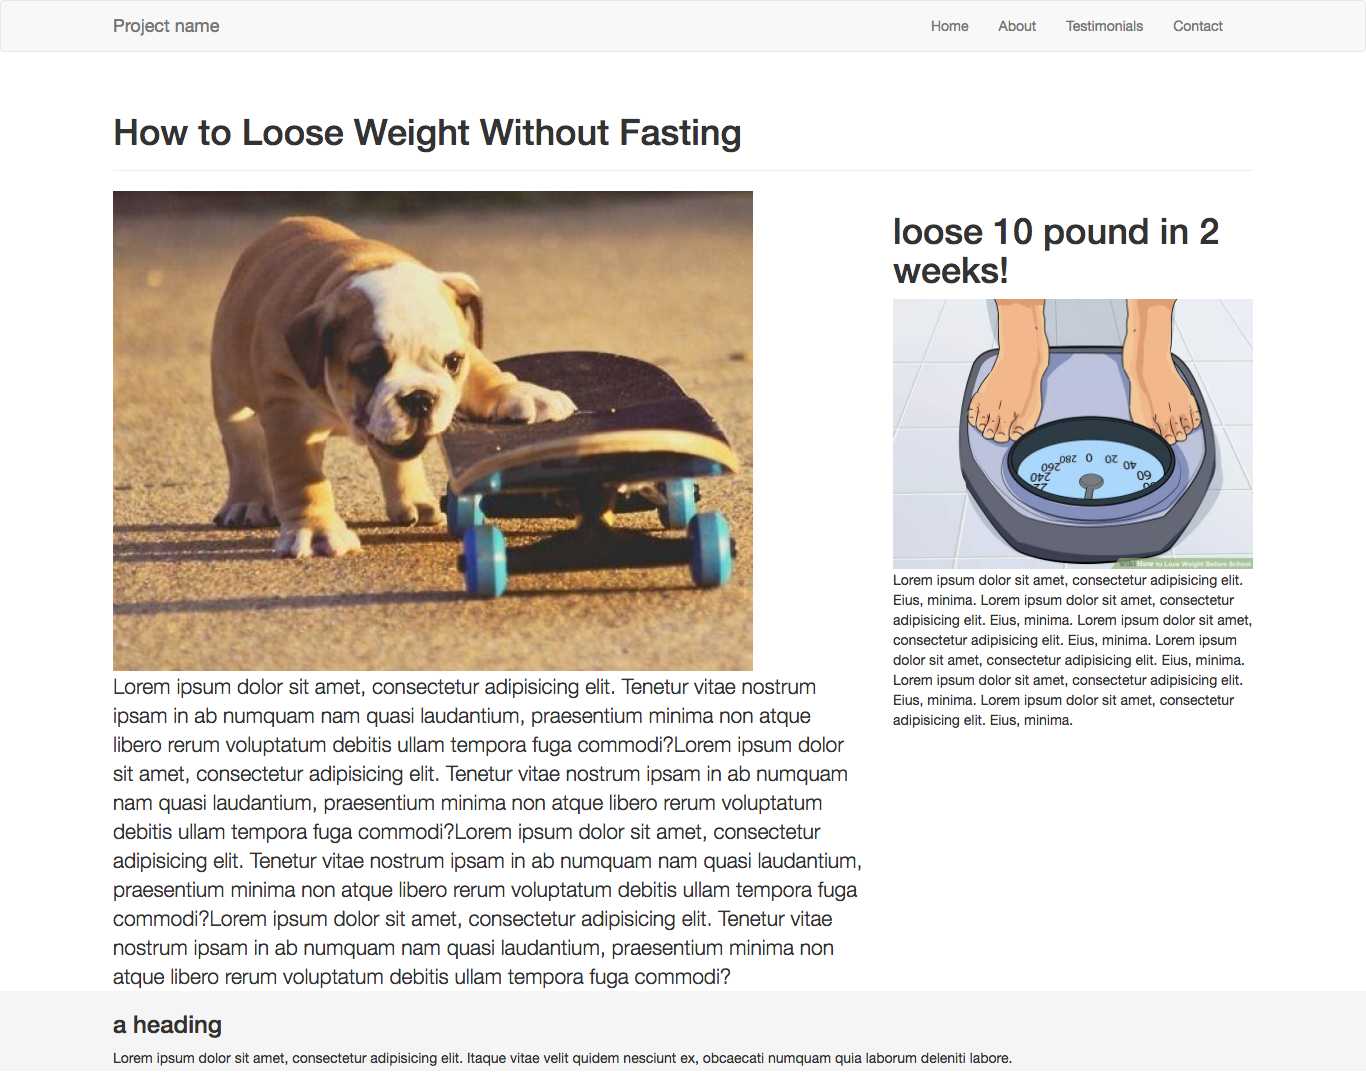 Project name
Home
About
Testimonials
Contact
How to Loose Weight Without Fasting
loose 10 pound in 2
weeks!
260 280 0 20 40
240 60
22
wikiHow to Lose Weight Before School
Lorem ipsum dolor sit amet, consectetur adipisicing elit.
Eius, minima. Lorem ipsum dolor sit amet, consectetur
adipisicing elit. Eius, minima. Lorem ipsum dolor sit amet,
consectetur adipisicing elit. Eius, minima. Lorem ipsum
dolor sit amet, consectetur adipisicing elit. Eius, minima.
Lorem ipsum dolor sit amet, consectetur adipisicing elit.
Eius, minima. Lorem ipsum dolor sit amet, consectetur
adipisicing elit. Eius, minima.
Lorem ipsum dolor sit amet, consectetur adipisicing elit. Tenetur vitae nostrum
ipsam in ab numquam nam quasi laudantium, praesentium minima non atque
libero rerum voluptatum debitis ullam tempora fuga commodi?Lorem ipsum dolor
sit amet, consectetur adipisicing elit. Tenetur vitae nostrum ipsam in ab numquam
nam quasi laudantium, praesentium minima non atque libero rerum voluptatum
debitis ullam tempora fuga commodi?Lorem ipsum dolor sit amet, consectetur
adipisicing elit. Tenetur vitae nostrum ipsam in ab numquam nam quasi laudantium,
praesentium minima non atque libero rerum voluptatum debitis ullam tempora fuga
commodi?Lorem ipsum dolor sit amet, consectetur adipisicing elit. Tenetur vitae
nostrum ipsam in ab numquam nam quasi laudantium, praesentium minima non
atque libero rerum voluptatum debitis ullam tempora fuga commodi?
a heading
Lorem ipsum dolor sit amet, consectetur adipisicing elit. Itaque vitae velit quidem nesciunt ex, obcaecati numquam quia laborum deleniti labore.